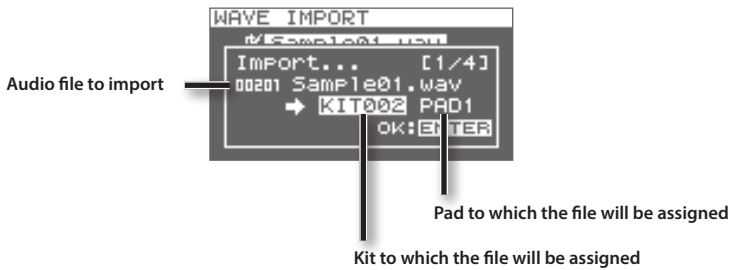 WAVE IMPORT
Sample01.wav
Import... [1/4]
Audio file to import
00201 Sample01.wav
KIT002 PAD1
OK:ENTER
Pad to which the file will be assigned
Kit to which the file will be assigned